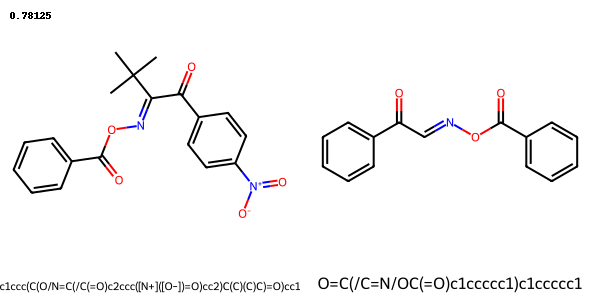 0.78125
O
O
N
O
N+
O
O-
O
N
O
O
c1ccc(C(O/N=C(/C(=O)c2ccc([N+]([O-])=O)cc2)C(C)(C)C)=O)cc1
O=C(/C=N/OC(=O)c1ccccc1)c1ccccc1